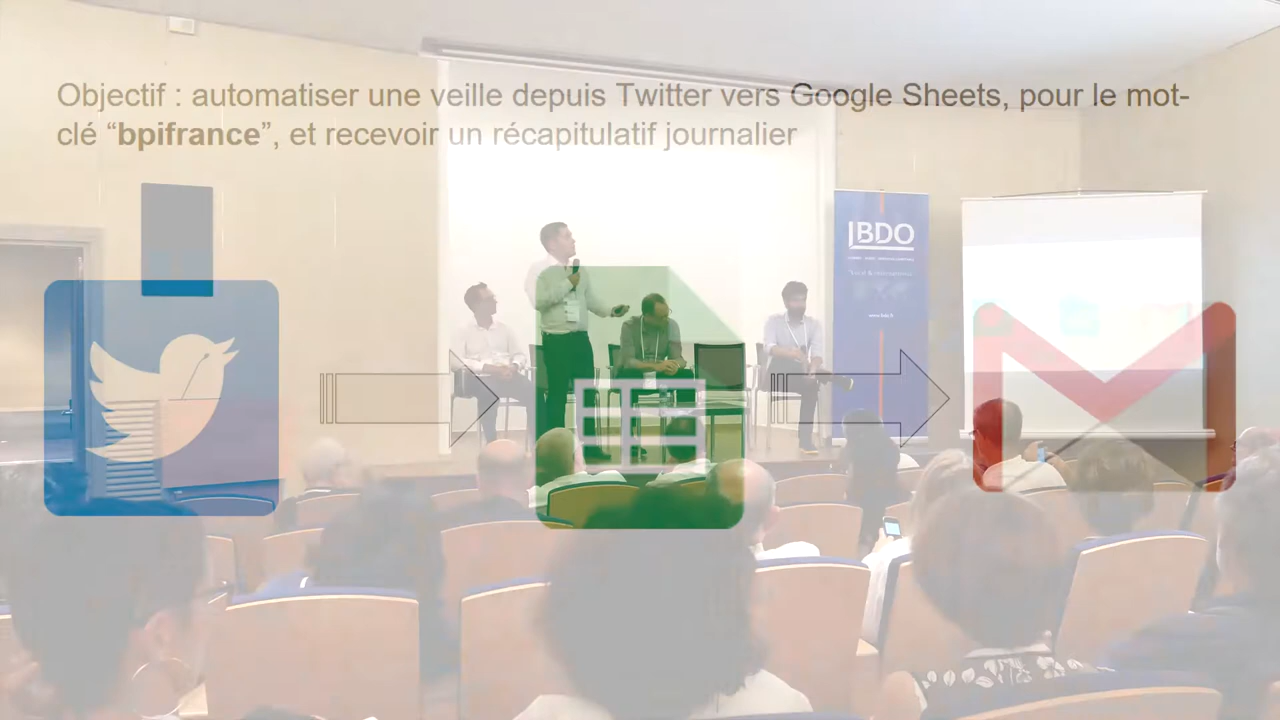 Objectif : automatiser une veille depuis Twitter vers Google Sheets, pour le mot-
clé “bpifrance”, et recevoir un récapitulatif journalier
IBDO